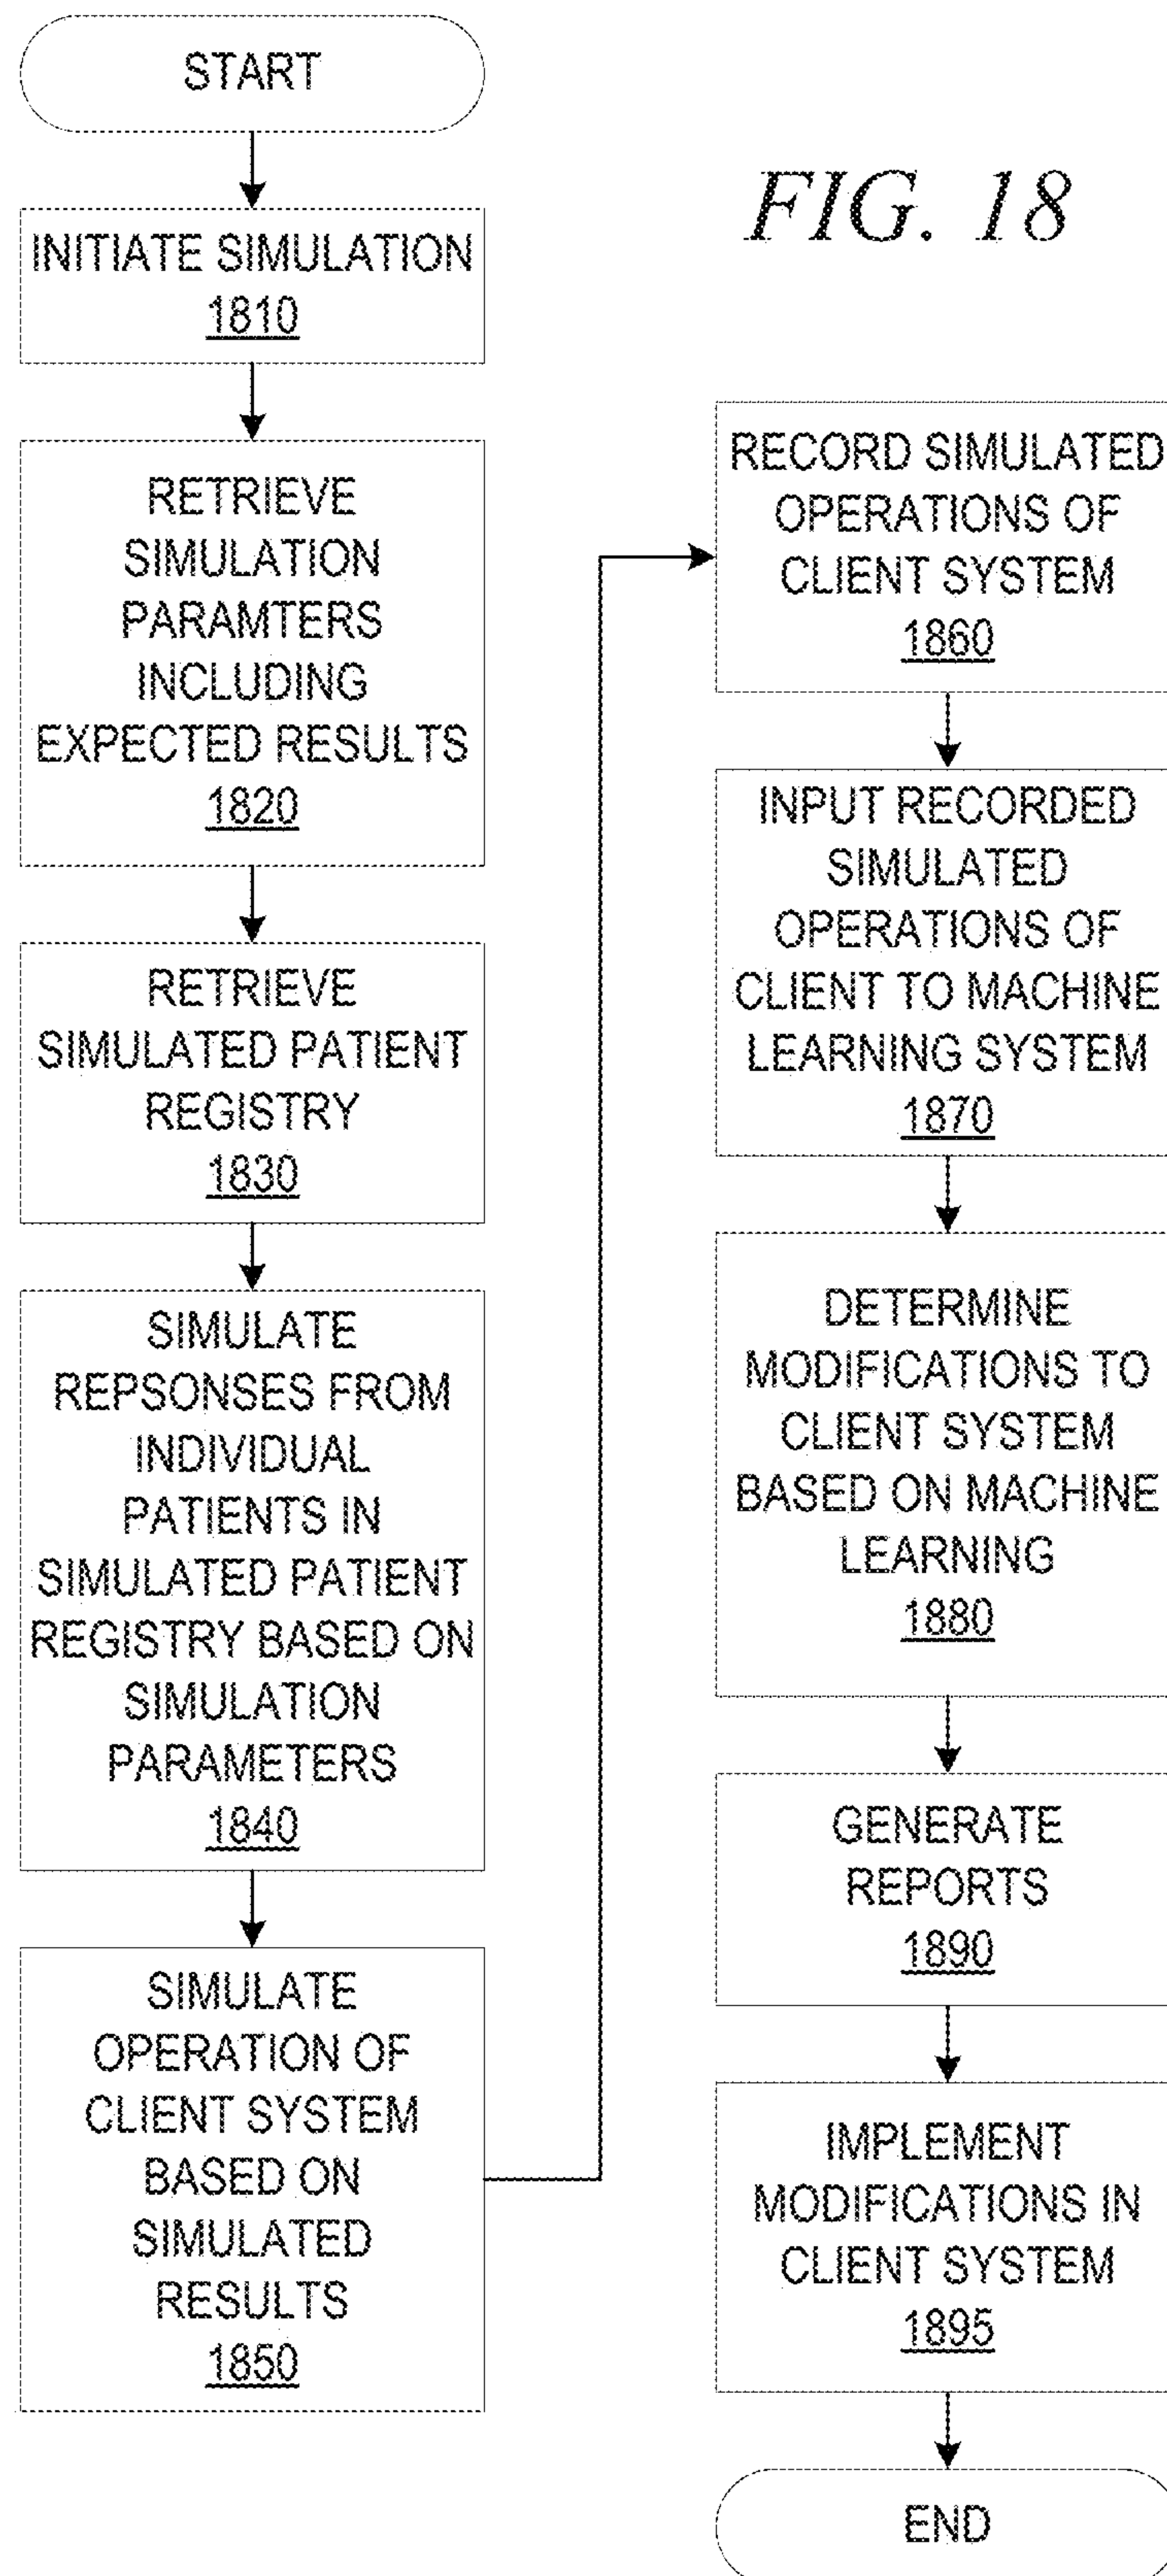 START
FIG. 18
INITIATE SIMULATION
1810
RETRIEVE
SIMULATION
PARAMTERS
INCLUDING
EXPECTED RESULTS
1820
RETRIEVE
SIMULATED PATIENT
REGISTRY
1830
SIMULATE
REPSONSES FROM
INDIVIDUAL
PATIENTS IN
SIMULATED PATIENT
REGISTRY BASED ON
SIMULATION
PARAMETERS
1840
SIMULATE
OPERATION OF
CLIENT SYSTEM
BASED ON
SIMULATED
RESULTS
1850
RECORD SIMULATED
OPERATIONS OF
CLIENT SYSTEM
1860
INPUT RECORDED
SIMULATED
OPERATIONS OF
CLIENT TO MACHINE
LEARNING SYSTEM
1870
DETERMINE
MODIFICATIONS TO
CLIENT SYSTEM
BASED ON MACHINE
LEARNING
1880
GENERATE
REPORTS
1890
IMPLEMENT
MODIFICATIONS IN
CLIENT SYSTEM
1895
END